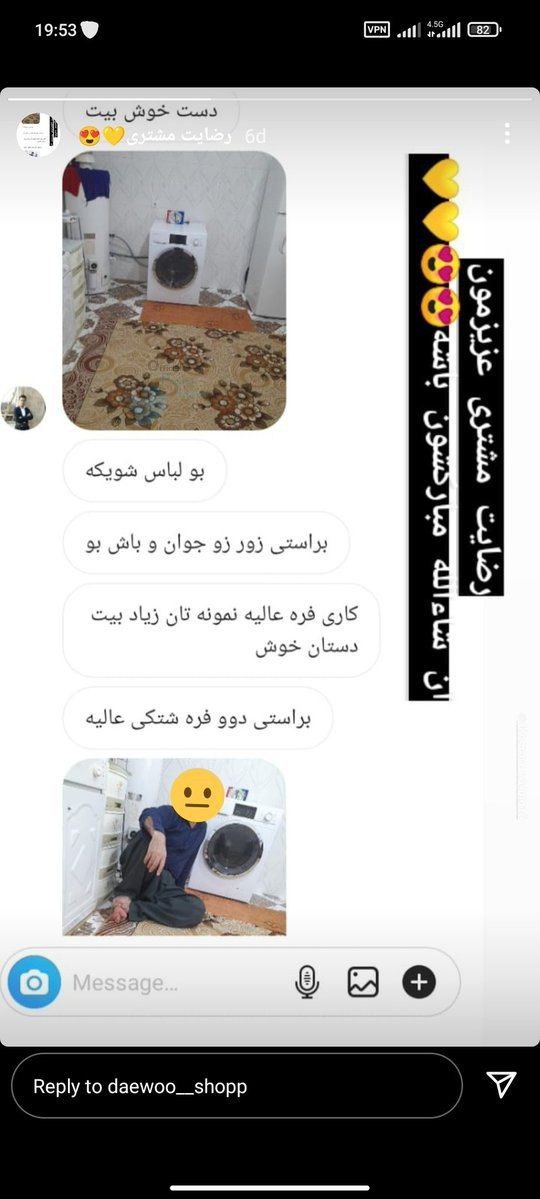 19:53
VPN
4.5G
82
دست خوش بیت
رضایت مشتری💛😍 6d
رضایت مشتری عزیزمون
ان شاءالله مبارکشون باشه😍😍💛💛
بو لباس شویکه
براستی زور زو جوان و باش بو
کاری فره عالیه نمونه تان زیاد بیت
دستان خوش
براستی دوو فره شتکی عالیه
Message...
Reply to daewoo__shopp